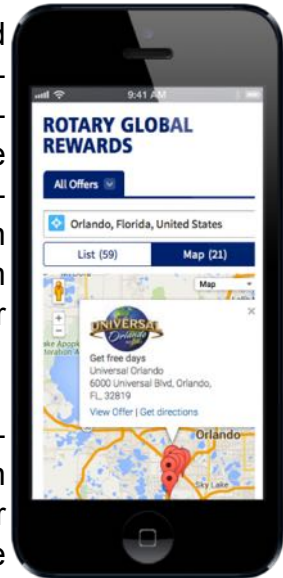 9:41 AM
ROTARY GLOBAL
REWARDS
All Offers
Orlando, Florida, United States
List (59)
Map (21)
Map
UNIVERSAL
Orlando
Get free days
Universal Orlando
6000 Universal Blvd, Orlando,
FL, 32819
View Offer | Get directions
Orlando
Sky Lake